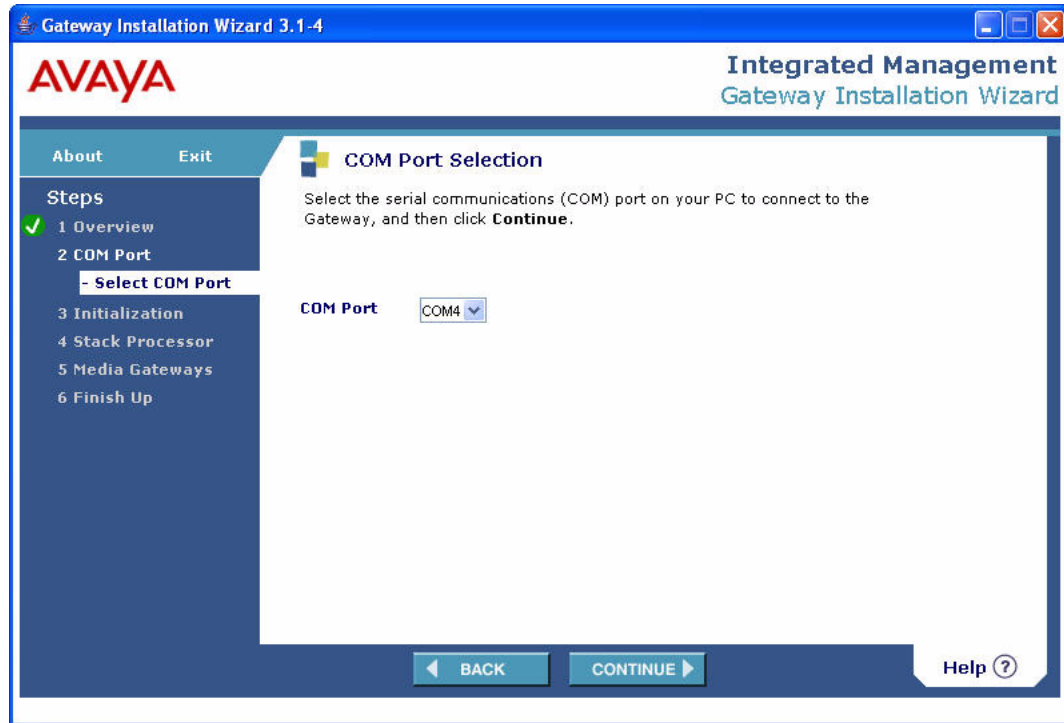 Gateway Installation Wizard 3.1-4
AVAYA
Integrated Management
Gateway Installation Wizard
About Exit
Steps
1 Overview
2 COM Port
- Select COM Port
3 Initialization
4 Stack Processor
5 Media Gateways
6 Finish Up
COM Port Selection
Select the serial communications (COM) port on your PC to connect to the
Gateway, and then click Continue.
COM Port COM4
BACK CONTINUE
Help ?